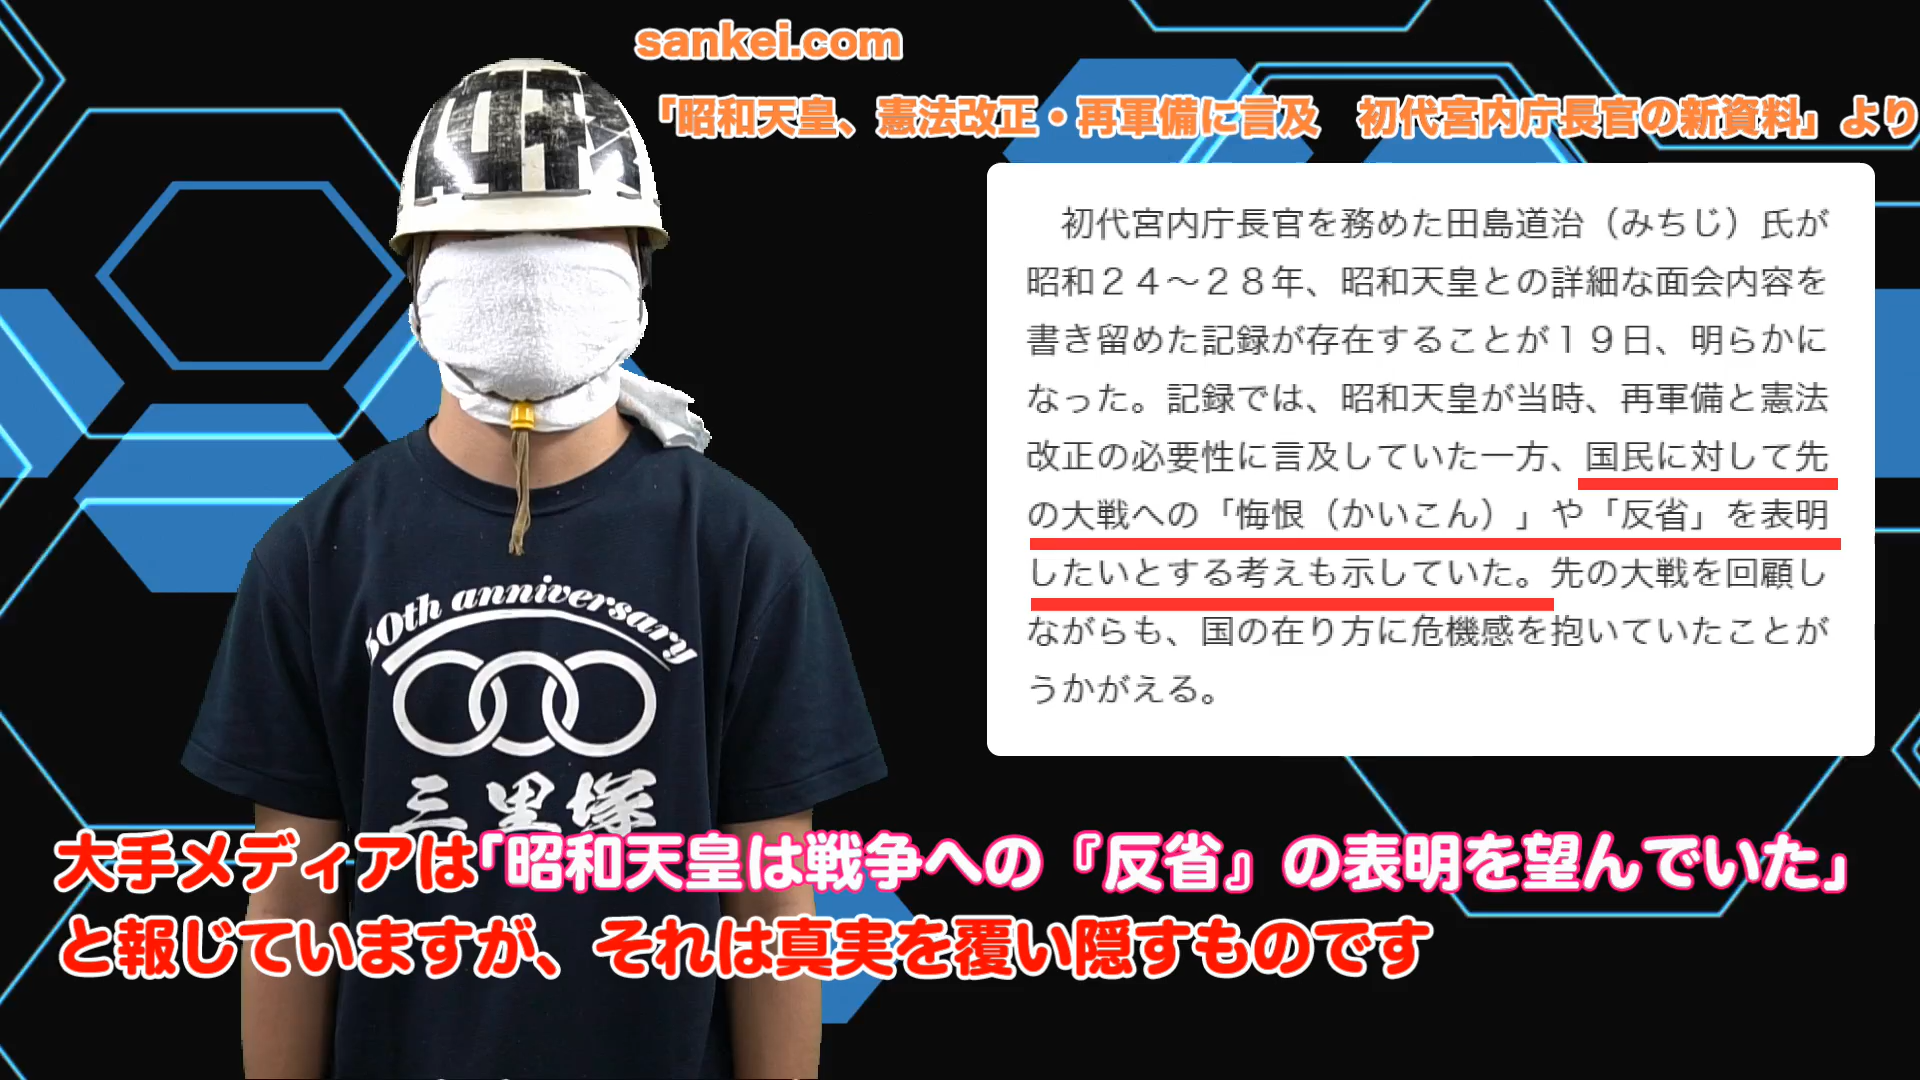 sankei.com
「昭和天皇、憲法改正・再軍備に言及　初代宮内庁長官の新資料」より
　初代宮内庁長官を務めた田島道治（みちじ）氏が
昭和２４～２８年、昭和天皇との詳細な面会内容を
書き留めた記録が存在することが１９日、明らかに
なった。記録では、昭和天皇が当時、再軍備と憲法
改正の必要性に言及していた一方、国民に対して先
の大戦への「悔恨（かいこん）」や「反省」を表明
したいとする考えも示していた。先の大戦を回顧し
ながらも、国の在り方に危機感を抱いていたことが
うかがえる。
50th anniversary
三里塚
大手メディアは「昭和天皇は戦争への『反省』の表明を望んでいた」
と報じていますが、それは真実を覆い隠すものです